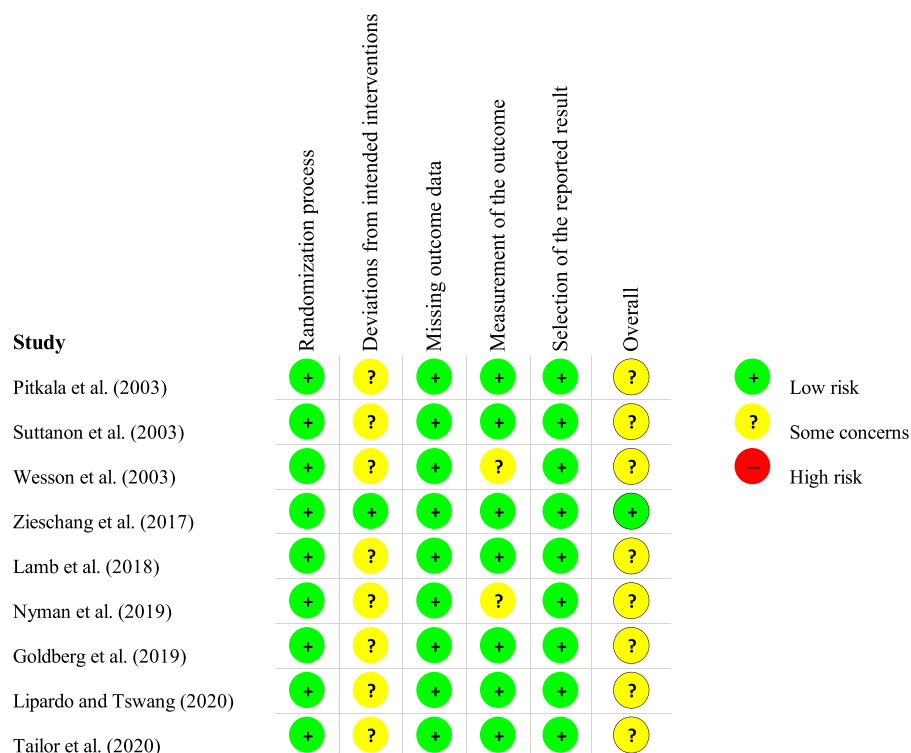 Randomization process
Deviations from intended interventions
Missing outcome data
Measurement of the outcome
Selection of the reported result
Overall
Study
Pitkala et al. (2003)
+ ? + + + ?
Suttanon et al. (2003)
+ ? + + + ?
Wesson et al. (2003)
+ ? + ? + ?
Zieschang et al. (2017)
+ + + + + +
Lamb et al. (2018)
+ ? + + + ?
Nyman et al. (2019)
+ ? + ? + ?
Goldberg et al. (2019)
+ ? + + + ?
Lipardo and Tswang (2020)
+ ? + + + ?
Tailor et al. (2020)
+ ? + + + ?
+ Low risk
? Some concerns
− High risk